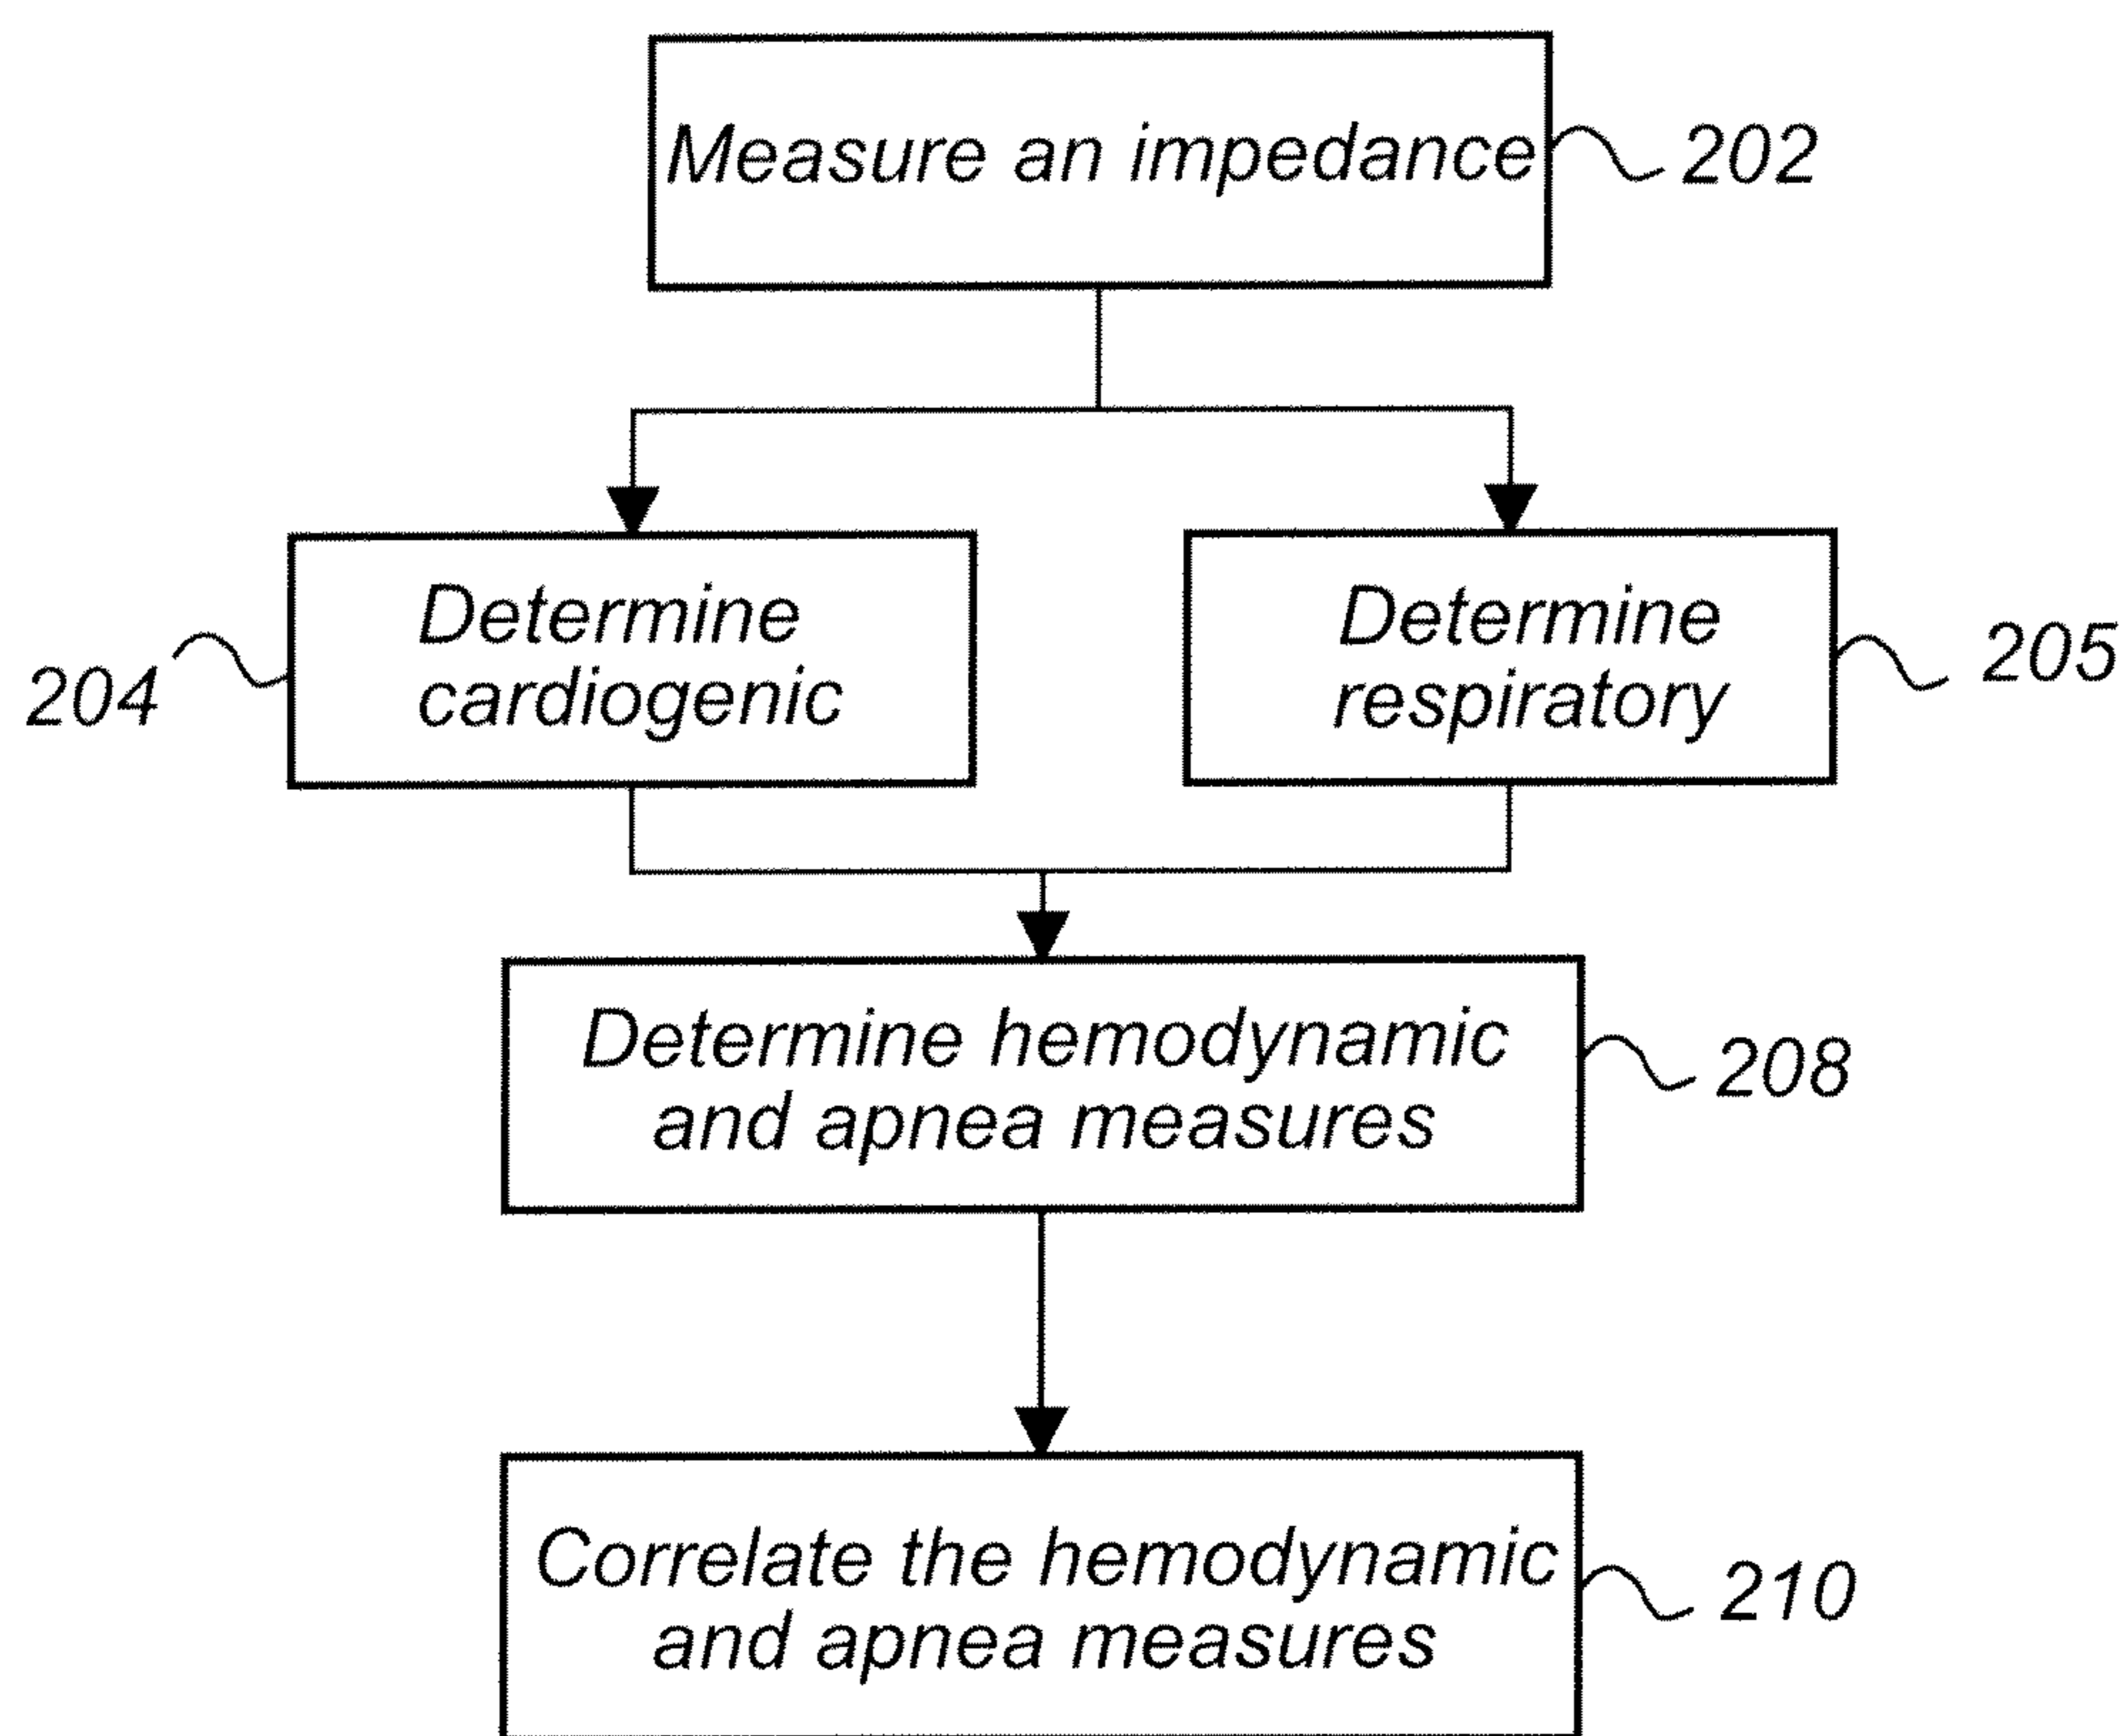 Measure an impedance
202
Determine
cardiogenic
204
Determine
respiratory
205
Determine hemodynamic
and apnea measures
208
Correlate the hemodynamic
and apnea measures
210